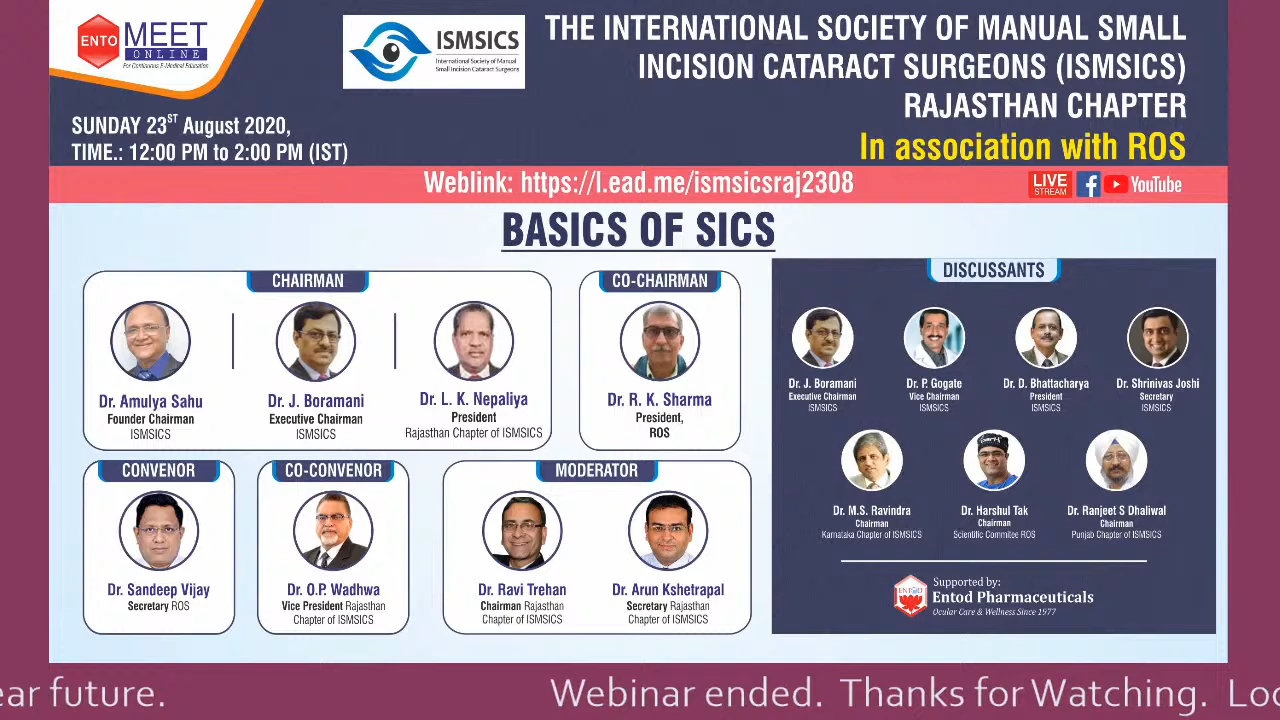 ENTO MEET
ONLINE
For Continuous E-Medical Education
ISMSICS
International Society of Manual
Small Incision Cataract Surgeons
THE INTERNATIONAL SOCIETY OF MANUAL SMALL
INCISION CATARACT SURGEONS (ISMSICS)
RAJASTHAN CHAPTER
In association with ROS
SUNDAY 23ST August 2020,
TIME.: 12:00 PM to 2:00 PM (IST)
Weblink: https://l.ead.me/ismsicsraj2308
LIVE
STREAM
YouTube
BASICS OF SICS
CHAIRMAN
Dr. Amulya Sahu
Founder Chairman
ISMSICS
Dr. J. Boramani
Executive Chairman
ISMSICS
Dr. L. K. Nepaliya
President
Rajasthan Chapter of ISMSICS
CO-CHAIRMAN
Dr. R. K. Sharma
President,
ROS
CONVENOR
Dr. Sandeep Vijay
Secretary ROS
CO-CONVENOR
Dr. O.P. Wadhwa
Vice President Rajasthan
Chapter of ISMSICS
MODERATOR
Dr. Ravi Trehan
Chairman Rajasthan
Chapter of ISMSICS
Dr. Arun Kshetrapal
Secretary Rajasthan
Chapter of ISMSICS
DISCUSSANTS
Dr. J. Boramani
Executive Chairman
ISMSICS
Dr. P. Gogate
Vice Chairman
ISMSICS
Dr. D. Bhattacharya
President
ISMSICS
Dr. Shrinivas Joshi
Secretary
ISMSICS
Dr. M.S. Ravindra
Chairman
Karnataka Chapter of ISMSICS
Dr. Harshul Tak
Chairman
Scientific Commitee ROS
Dr. Ranjeet S Dhaliwal
Chairman
Punjab Chapter of ISMSICS
ENTOD
Supported by:
Entod Pharmaceuticals
Ocular Care & Wellness Since 1977
ear future. Webinar ended. Thanks for Watching. Loo